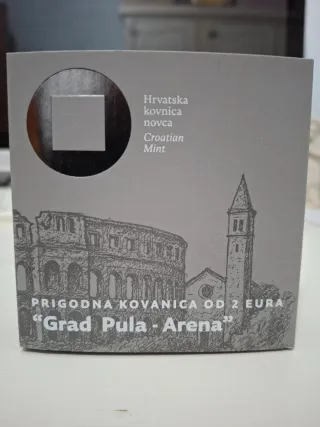 Hrvatska
kovnica
novca
Croatian
Mint
PRIGODNA KOVANICA OD 2 EURA
“Grad Pula - Arena”